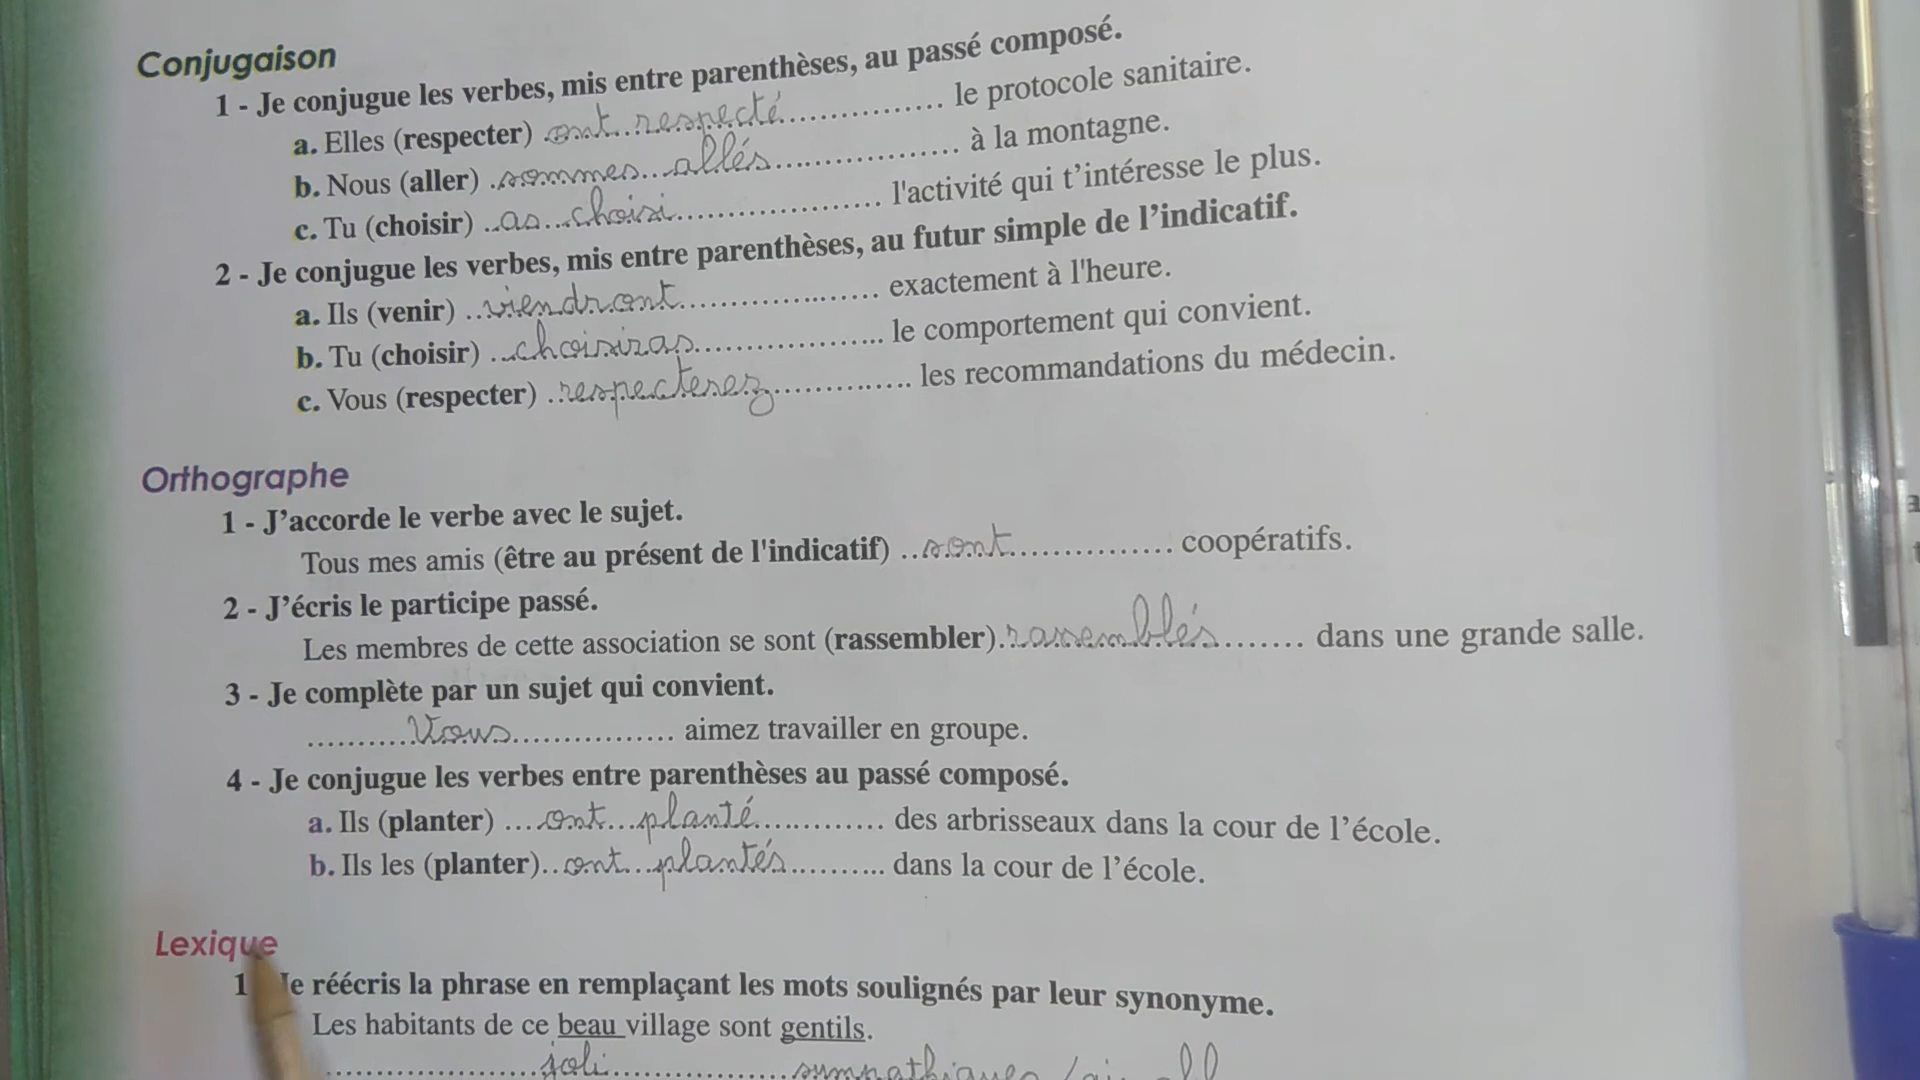 Conjugaison
1 - Je conjugue les verbes, mis entre parenthèses, au passé composé.
a. Elles (respecter) ont respecté le protocole sanitaire.
b. Nous (aller) sommes allés à la montagne.
c. Tu (choisir) as choisi l'activité qui t'intéresse le plus.
2 - Je conjugue les verbes, mis entre parenthèses, au futur simple de l'indicatif.
a. Ils (venir) viendront exactement à l'heure.
b. Tu (choisir) choisiras le comportement qui convient.
c. Vous (respecter) respecterez les recommandations du médecin.
Orthographe
1 - J'accorde le verbe avec le sujet.
Tous mes amis (être au présent de l'indicatif) sont coopératifs.
2 - J'écris le participe passé.
Les membres de cette association se sont (rassembler) rassemblés dans une grande salle.
3 - Je complète par un sujet qui convient.
Vous aimez travailler en groupe.
4 - Je conjugue les verbes entre parenthèses au passé composé.
a. Ils (planter) ont planté des arbrisseaux dans la cour de l'école.
b. Ils les (planter) ont plantés dans la cour de l'école.
Lexique
1 Je réécris la phrase en remplaçant les mots soulignés par leur synonyme.
Les habitants de ce beau village sont gentils.
joli sympathiques /